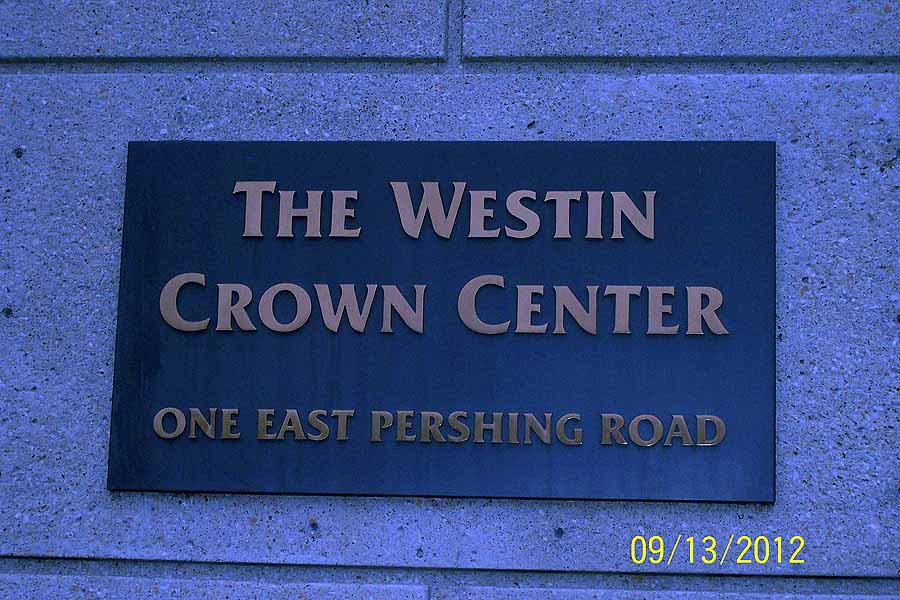 THE WESTIN
CROWN CENTER
ONE EAST PERSHING ROAD
09/13/2012